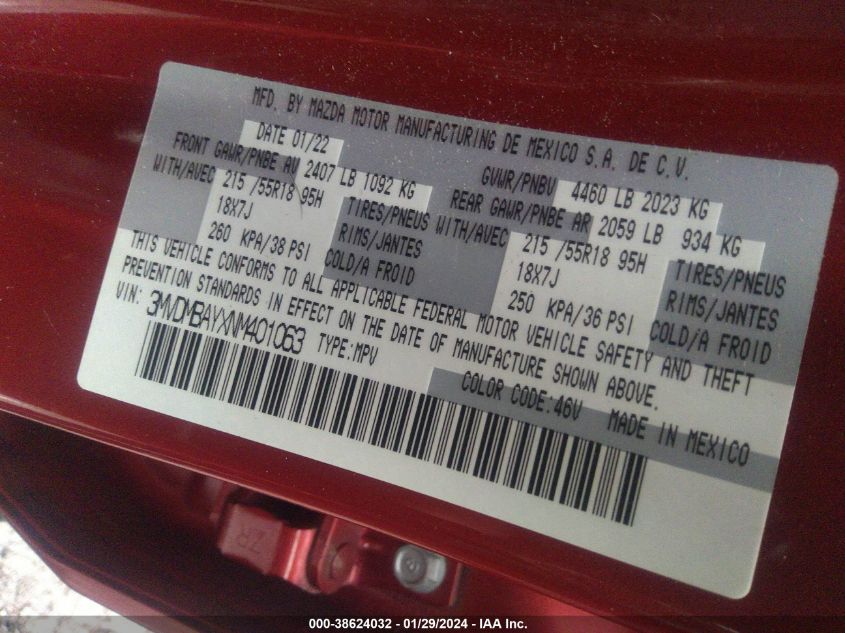 MFD. BY MAZDA MOTOR MANUFACTURING DE MEXICO S.A. DE C.V.
DATE 01/22 GVWR/PNBV 4460 LB 2023 KG
FRONT GAWR/PNBE AV 2407 LB 1092 KG REAR GAWR/PNBE AR 2059 LB 934 KG
WITH/AVEC 215 /55R18 95H TIRES/PNEUS WITH/AVEC 215 /55R18 95H TIRES/PNEUS
18X7J RIMS/JANTES 18X7J RIMS/JANTES
260 KPA/38 PSI COLD/A FROID 250 KPA/36 PSI COLD/A FROID
THIS VEHICLE CONFORMS TO ALL APPLICABLE FEDERAL MOTOR VEHICLE SAFETY AND THEFT
PREVENTION STANDARDS IN EFFECT ON THE DATE OF MANUFACTURE SHOWN ABOVE.
VIN: 3MVDMBAYXNM401063 TYPE:MPV COLOR CODE:46V MADE IN MEXICO
ZR
000-38624032 - 01/29/2024 - IAA Inc.